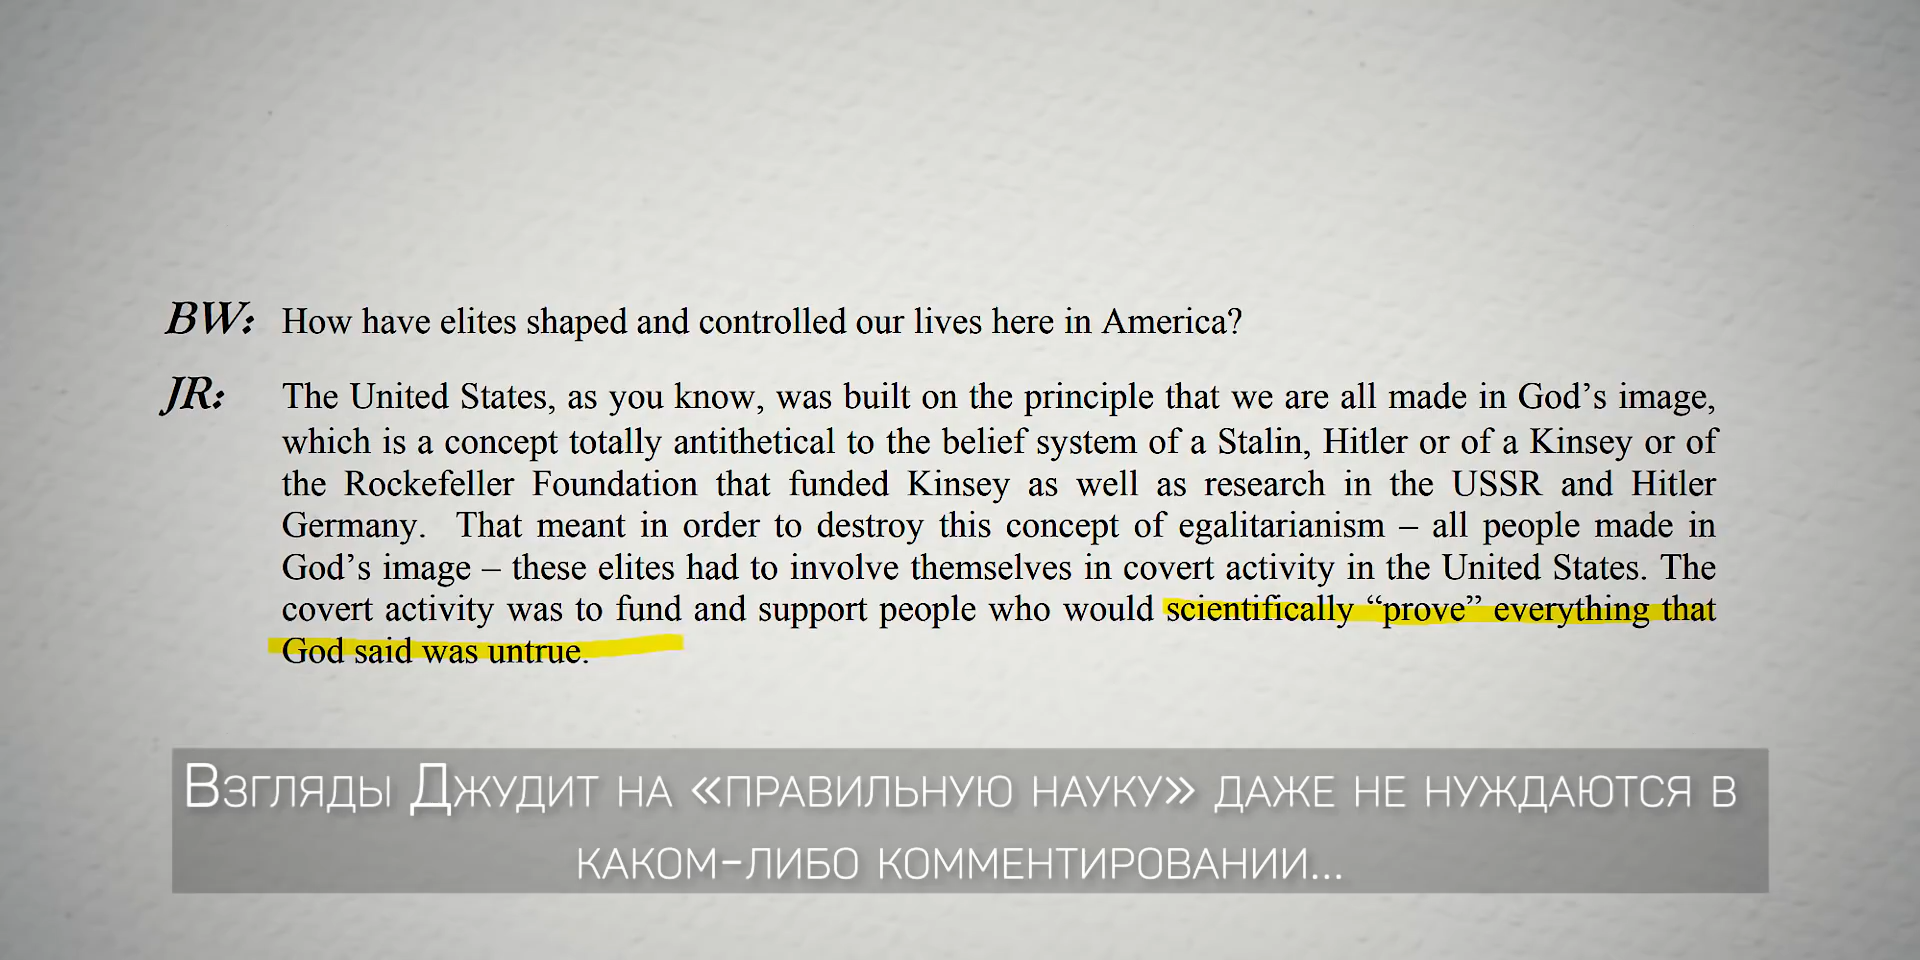 BW: How have elites shaped and controlled our lives here in America?
JR: The United States, as you know, was built on the principle that we are all made in God’s image,
which is a concept totally antithetical to the belief system of a Stalin, Hitler or of a Kinsey or of
the Rockefeller Foundation that funded Kinsey as well as research in the USSR and Hitler
Germany. That meant in order to destroy this concept of egalitarianism – all people made in
God’s image – these elites had to involve themselves in covert activity in the United States. The
covert activity was to fund and support people who would scientifically “prove” everything that
God said was untrue.
Взгляды Джудит на «правильную науку» даже не нуждаются в
каком-либо комментировании...